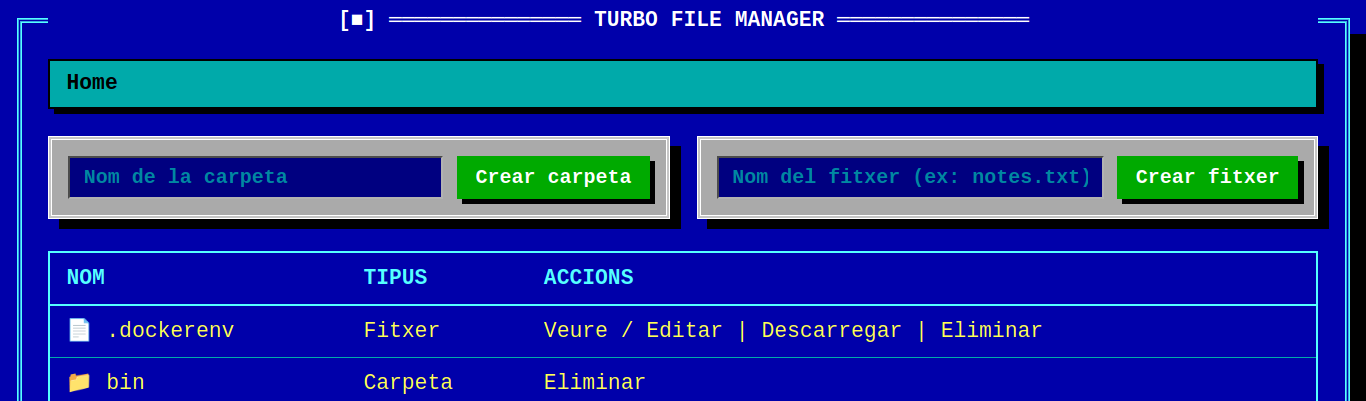 [■] ═══════════════ TURBO FILE MANAGER ═══════════════
Home
Nom de la carpeta Crear carpeta Nom del fitxer (ex: notes.txt) Crear fitxer
NOM TIPUS ACCIONS
.dockerenv Fitxer Veure / Editar | Descarregar | Eliminar
bin Carpeta Eliminar